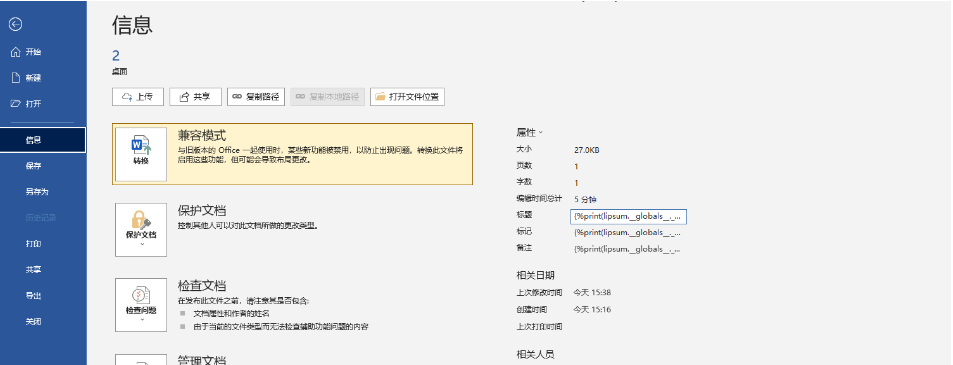 信息
2
桌面
上传
共享
复制路径
复制本地路径
打开文件位置
开始
新建
打开
信息
保存
另存为
历史记录
打印
共享
导出
关闭
转换
兼容模式
与旧版本的 Office 一起使用时，某些新功能被禁用，以防止出现问题。转换此文件将
启用这些功能，但可能会导致布局更改。
保护文档
保护文档
控制其他人可以对此文档所做的更改类型。
检查问题
检查文档
在发布此文件之前，请注意其是否包含:
文档属性和作者的姓名
由于当前的文件类型而无法检查辅助功能问题的内容
管理文档
属性
大小 27.0KB
页数 1
字数 1
编辑时间总计 5 分钟
标题 {%print(lipsum.__globals__.__...
标记 {%print(lipsum.__globals__.__...
备注 {%print(lipsum.__globals__.__...
相关日期
上次修改时间 今天 15:38
创建时间 今天 15:16
上次打印时间
相关人员